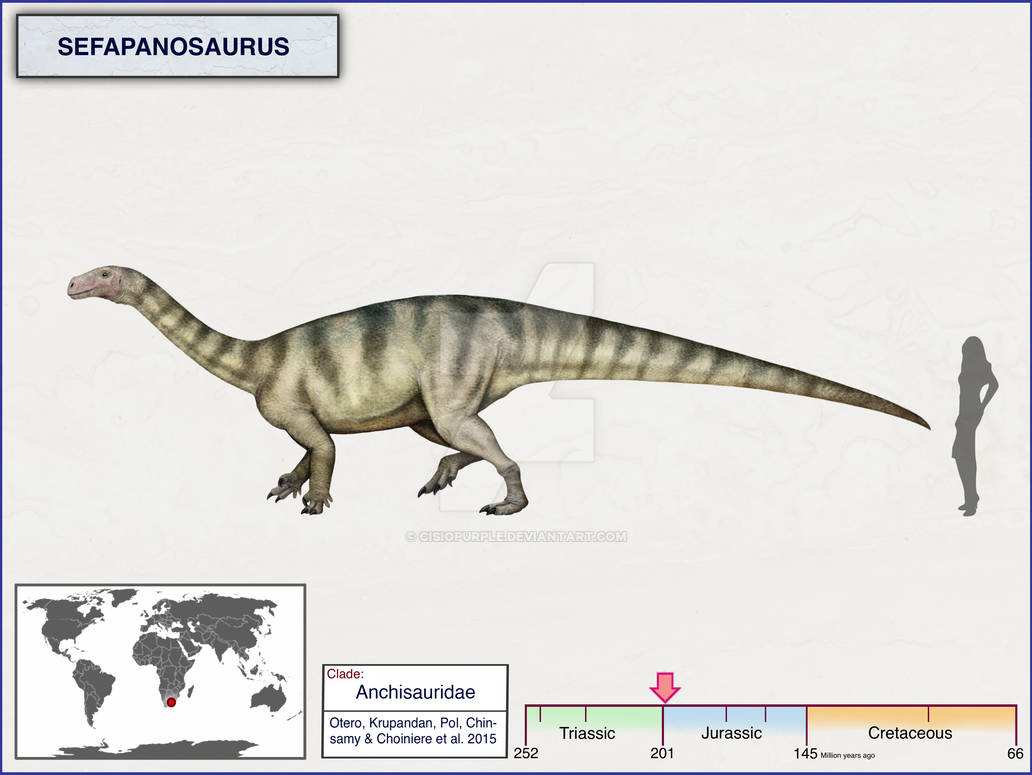 SEFAPANOSAURUS
© CISIOPURPLE.DEVIANTART.COM
Clade:
Anchisauridae
Otero, Krupandan, Pol, Chin-
samy & Choiniere et al. 2015
Triassic
Jurassic
Cretaceous
252
201
145 Million years ago
66